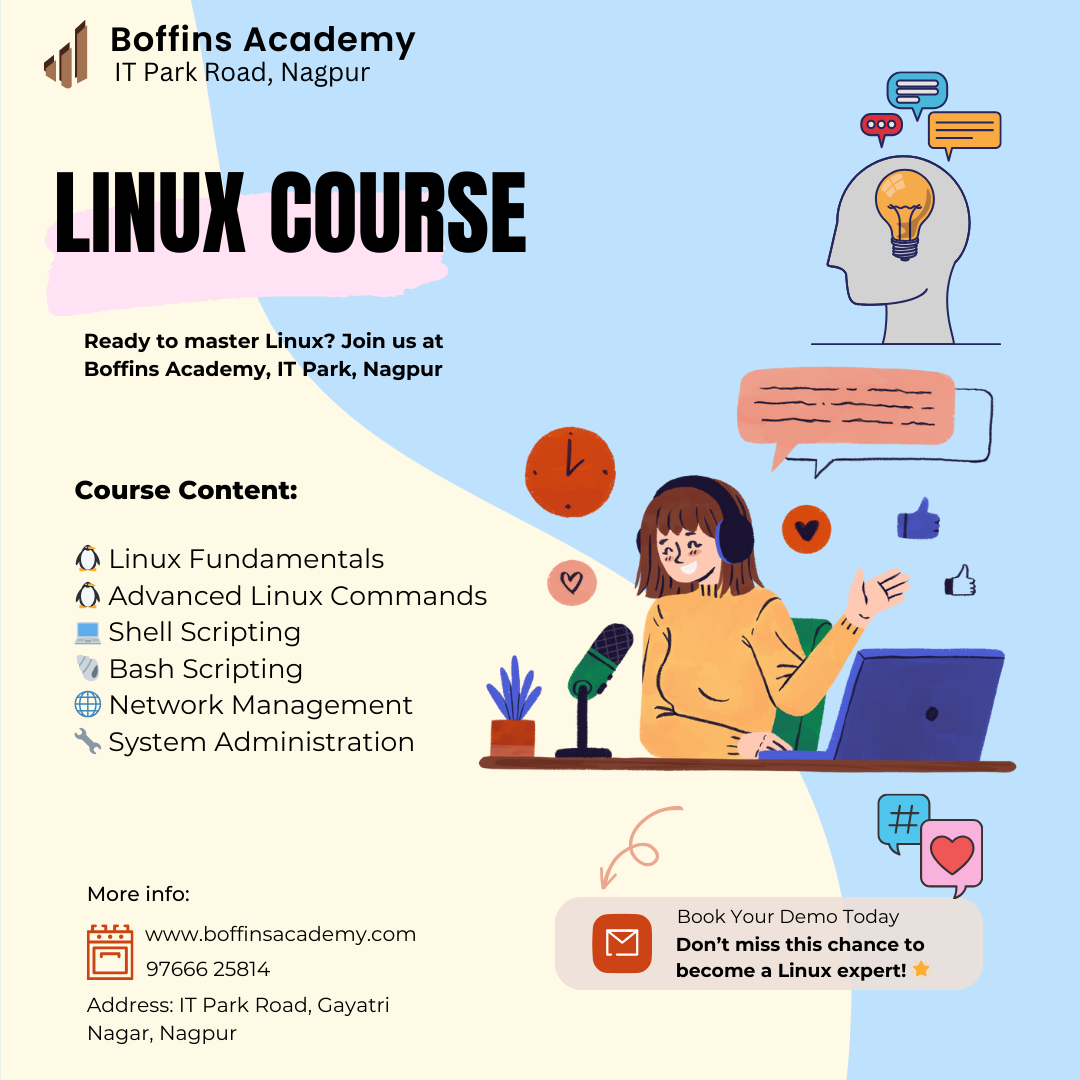 Boffins Academy
IT Park Road, Nagpur
LINUX COURSE
Ready to master Linux? Join us at
Boffins Academy, IT Park, Nagpur
Course Content:
🐧 Linux Fundamentals
🐧 Advanced Linux Commands
💻 Shell Scripting
🐚 Bash Scripting
🌐 Network Management
🔧 System Administration
More info:
www.boffinsacademy.com
97666 25814
Address: IT Park Road, Gayatri
Nagar, Nagpur
#
Book Your Demo Today
Don’t miss this chance to
become a Linux expert! ⭐